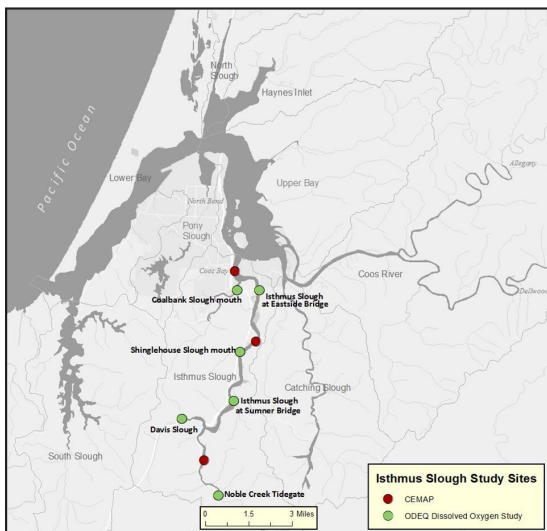 North
Slough
Haynes Inlet
Pacific Ocean
Allegany
Lower Bay
Upper Bay
North Bend
Pony
Slough
Coos Bay
Coos River
Dellwood
Coalbank Slough mouth
Isthmus Slough
at Eastside Bridge
Shinglehouse Slough mouth
Isthmus Slough
Catching Slough
Isthmus Slough
at Sumner Bridge
Davis Slough
South Slough
Noble Creek Tidegate
0 1.5 3 Miles
Isthmus Slough Study Sites
CEMAP
ODEQ Dissolved Oxygen Study